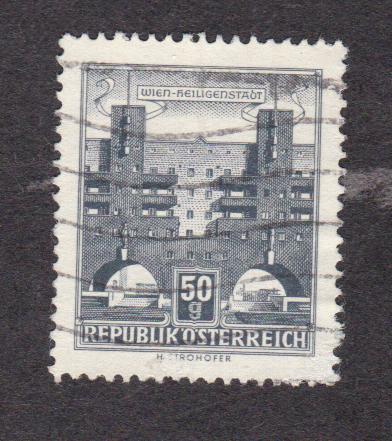 WIEN-HEILIGENSTADT
50
g
REPUBLIK ÖSTERREICH
H. STROHOFER